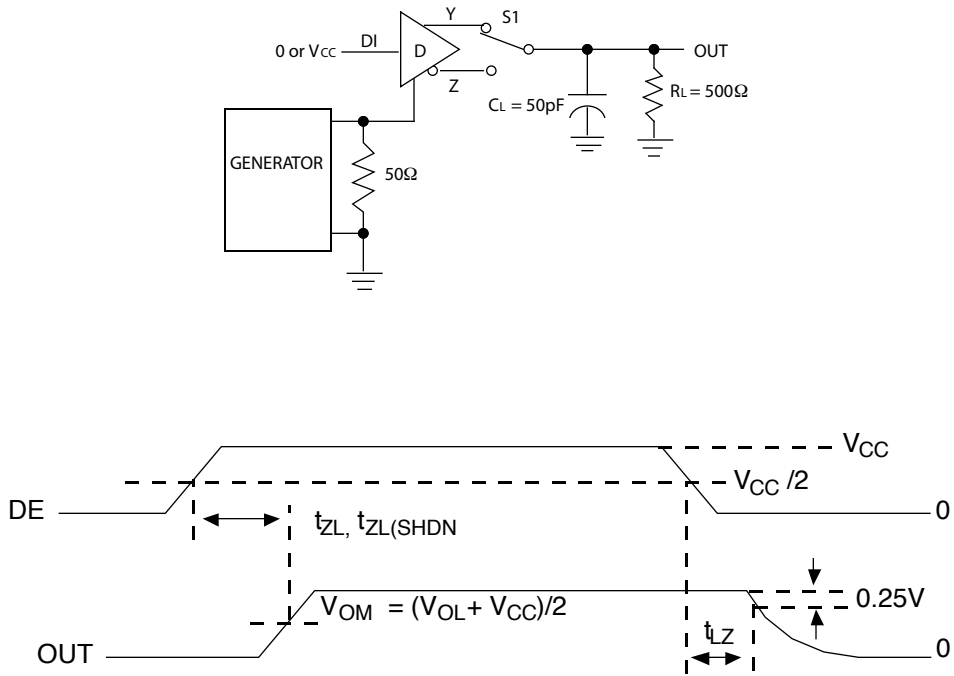 Y
S1
0 or VCC
DI
D
OUT
Z
CL = 50pF
RL = 500Ω
GENERATOR
50Ω
VCC
VCC /2
DE
0
tZL, tZL(SHDN
VOM = (VOL+ VCC)/2
0.25V
tLZ
OUT
0